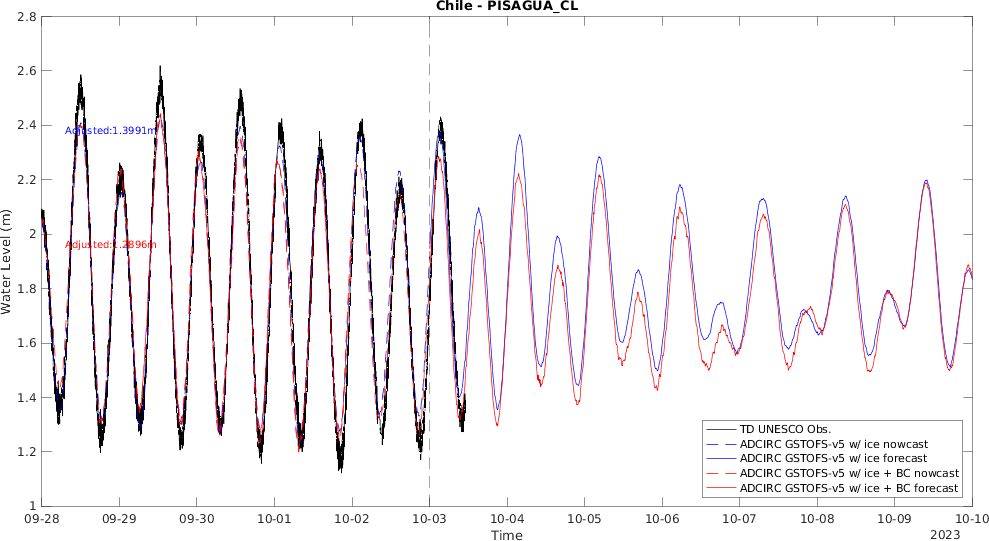 Chile - PISAGUA_CL
Water Level (m)
2.8
2.6
2.4
2.2
2
1.8
1.6
1.4
1.2
1
Adjusted:1.3991m
Adjusted:1.2896m
TD UNESCO Obs.
ADCIRC GSTOFS-v5 w/ ice nowcast
ADCIRC GSTOFS-v5 w/ ice forecast
ADCIRC GSTOFS-v5 w/ ice + BC nowcast
ADCIRC GSTOFS-v5 w/ ice + BC forecast
09-28 09-29 09-30 10-01 10-02 10-03 10-04 10-05 10-06 10-07 10-08 10-09 10-10
Time
2023